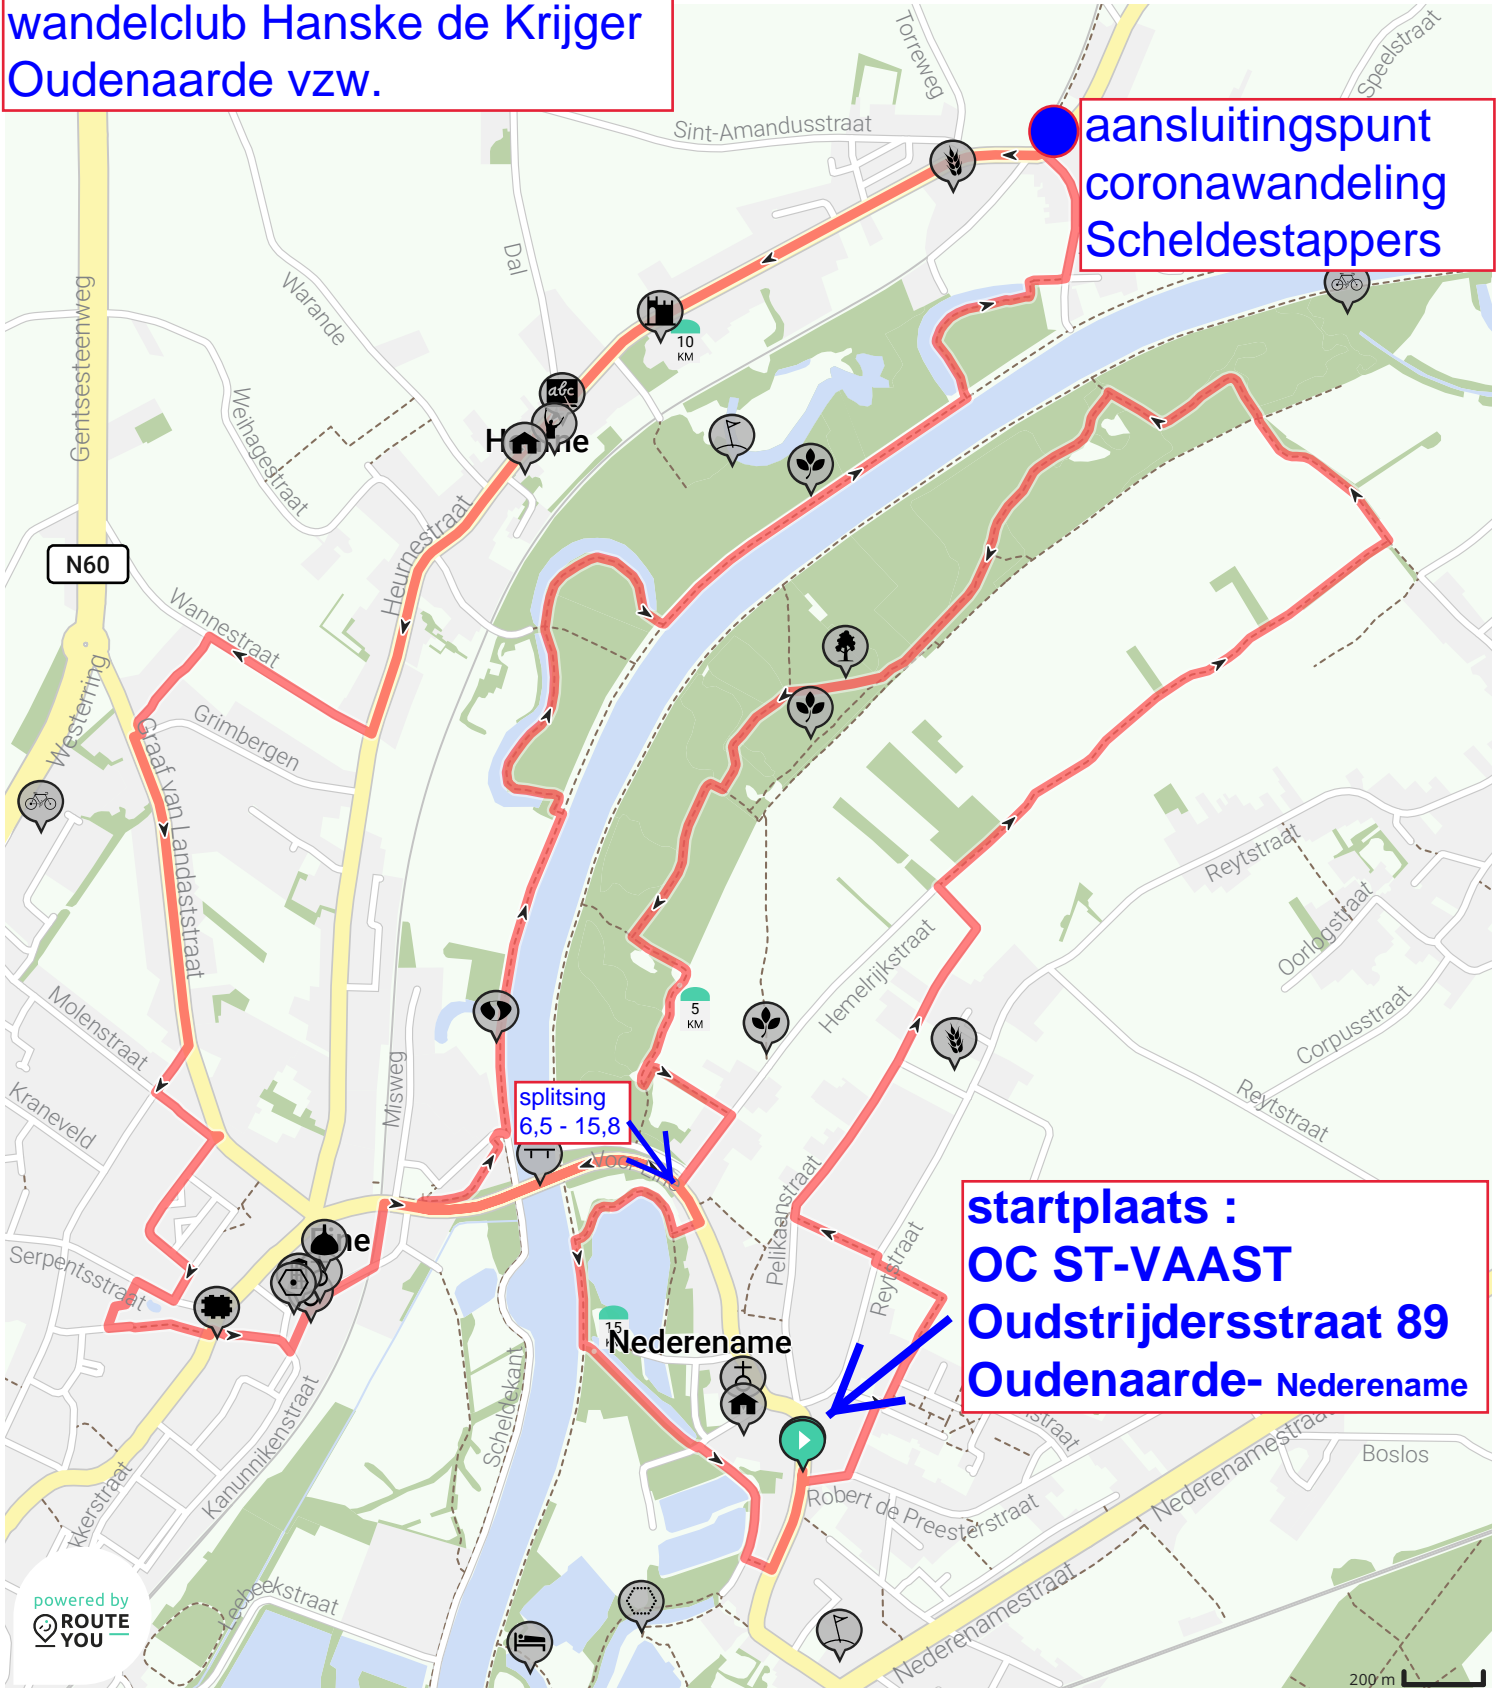 wandelclub Hanske de Krijger
Oudenaarde vzw.
Torreweg
Speelstraat
Sint-Amandusstraat
aansluitingspunt
coronawandeling
Scheldestappers
Dal
Warande
Gentsesteenweg
10
KM
abc
Weihagestraat
Heurnestraat
N60
Wannestraat
Westerring
Grimbergen
Graaf van Landaststraat
Reytstraat
Oorlogstraat
Hemelrijkstraat
5
KM
Molenstraat
Corpusstraat
Misweg
Kraneveld
Reytstraat
splitsing
6,5 - 15,8
Pelikaanstraat
startplaats :
OC ST-VAAST
Oudstrijdersstraat 89
Oudenaarde- Nederename
Serpentsstraat
Reytstraat
15
Nederename
Scheldekant
Kanunnikenstraat
Nederenamestraat
Boslos
Robert de Preesterstraat
Leebeekstraat
Nederenamestraat
powered by
ROUTE
YOU
200 m